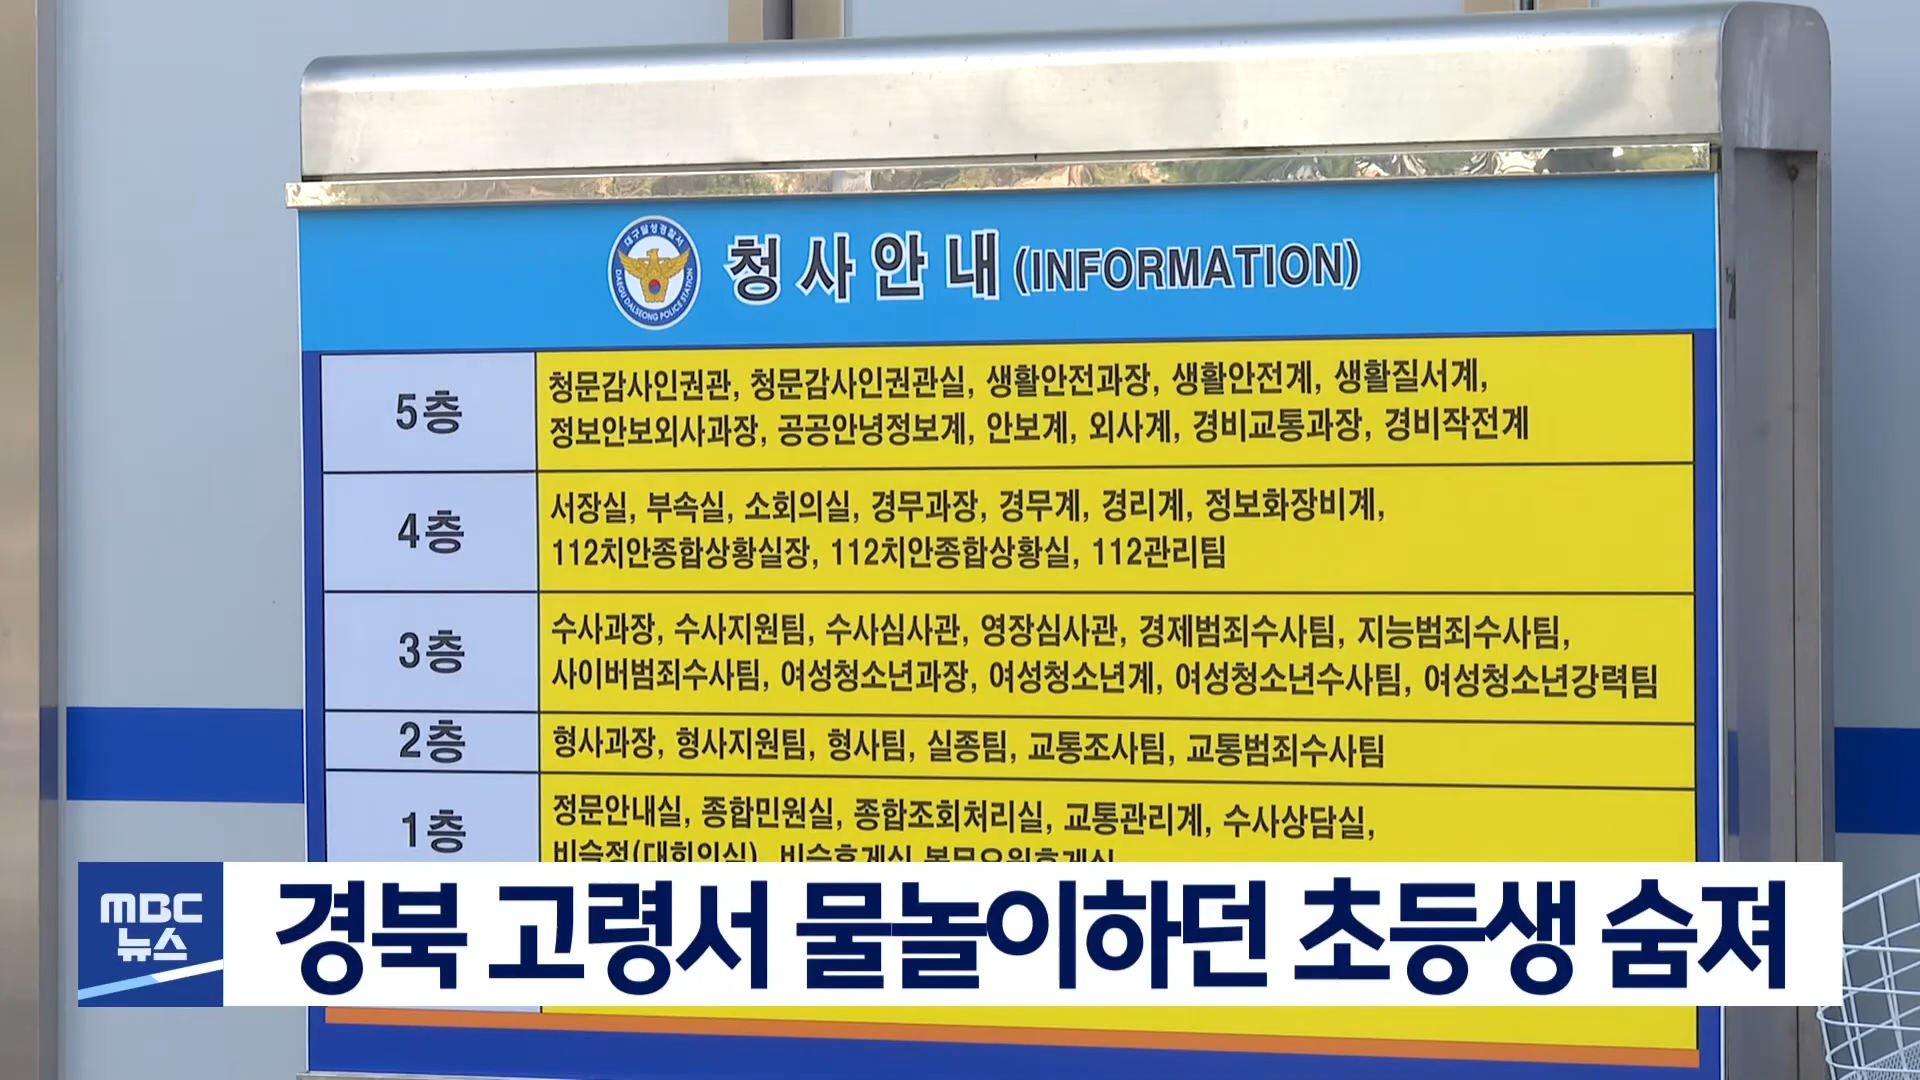 대구달성경찰서
DAEGU DALSEONG POLICE STATION
청사안내 (INFORMATION)
5층
청문감사인권관, 청문감사인권관실, 생활안전과장, 생활안전계, 생활질서계,
정보안보외사과장, 공공안녕정보계, 안보계, 외사계, 경비교통과장, 경비작전계
4층
서장실, 부속실, 소회의실, 경무과장, 경무계, 경리계, 정보화장비계,
112치안종합상황실장, 112치안종합상황실, 112관리팀
3층
수사과장, 수사지원팀, 수사심사관, 영장심사관, 경제범죄수사팀, 지능범죄수사팀,
사이버범죄수사팀, 여성청소년과장, 여성청소년계, 여성청소년수사팀, 여성청소년강력팀
2층
형사과장, 형사지원팀, 형사팀, 실종팀, 교통조사팀, 교통범죄수사팀
1층
정문안내실, 종합민원실, 종합조회처리실, 교통관리계, 수사상담실,
MBC
뉴스
경북 고령서 물놀이하던 초등생 숨져